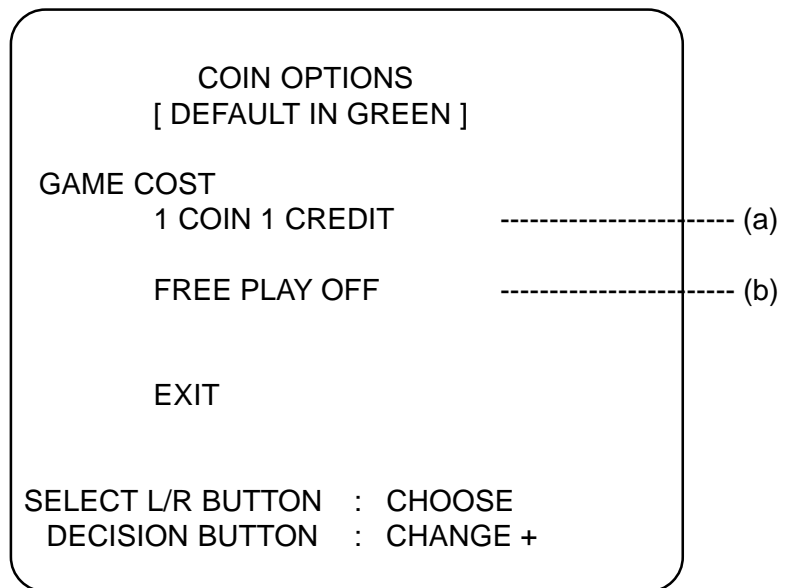 COIN OPTIONS
[ DEFAULT IN GREEN ]
GAME COST
1 COIN 1 CREDIT ------------------------ (a)
FREE PLAY OFF ------------------------ (b)
EXIT
SELECT L/R BUTTON : CHOOSE
DECISION BUTTON : CHANGE +